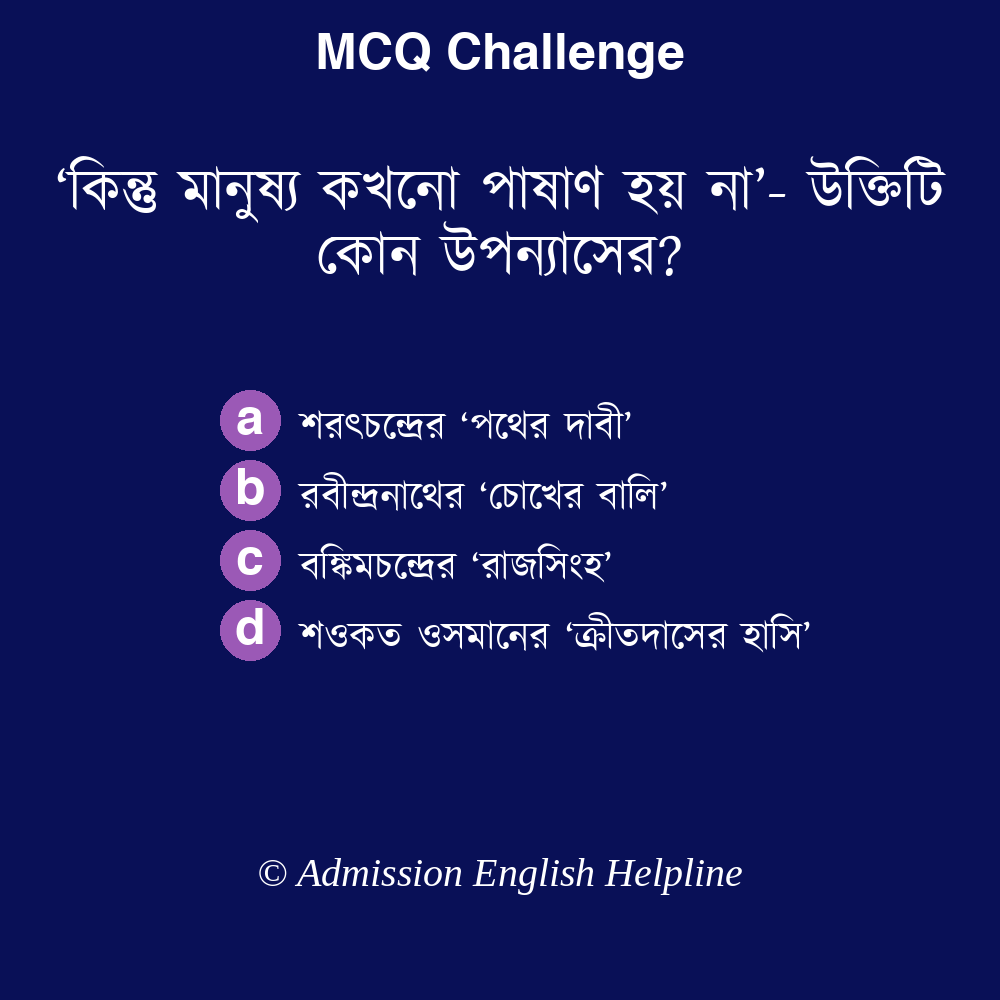 MCQ Challenge
‘কিন্তু মানুষ্য কখনো পাষাণ হয় না’- উক্তিটি
কোন উপন্যাসের?
a শরৎচন্দ্রের ‘পথের দাবী’
b রবীন্দ্রনাথের ‘চোখের বালি’
c বঙ্কিমচন্দ্রের ‘রাজসিংহ’
d শওকত ওসমানের ‘ক্রীতদাসের হাসি’
© Admission English Helpline